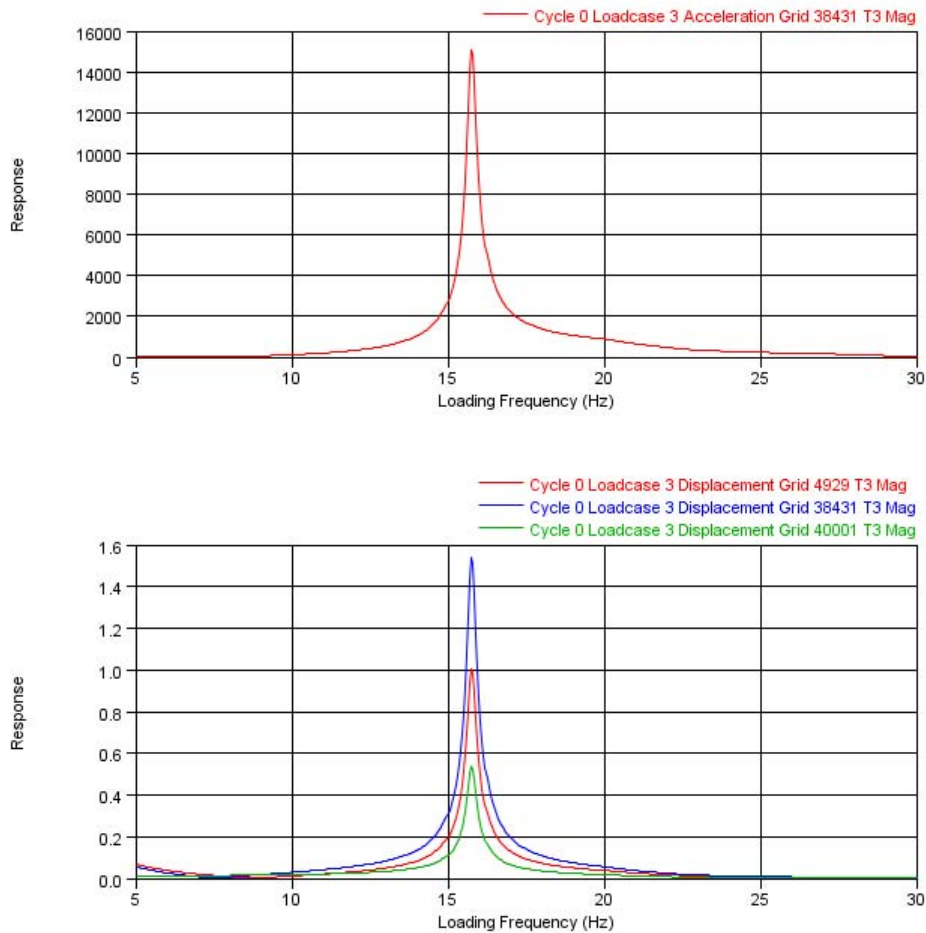 Cycle 0 Loadcase 3 Acceleration Grid 38431 T3 Mag
16000
14000
12000
10000
8000
6000
4000
2000
0
Response
5 10 15 20 25 30
Loading Frequency (Hz)
Cycle 0 Loadcase 3 Displacement Grid 4929 T3 Mag
Cycle 0 Loadcase 3 Displacement Grid 38431 T3 Mag
Cycle 0 Loadcase 3 Displacement Grid 40001 T3 Mag
1.6
1.4
1.2
1.0
0.8
0.6
0.4
0.2
0.0
Response
5 10 15 20 25 30
Loading Frequency (Hz)